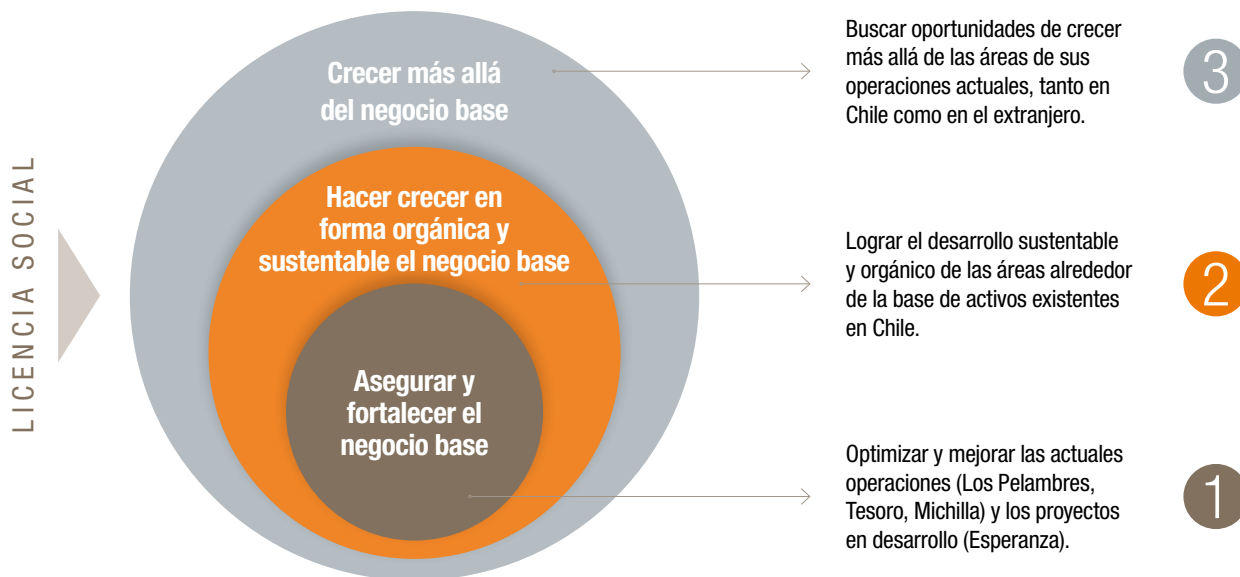 LICENCIA SOCIAL
Crecer más allá
del negocio base
Buscar oportunidades de crecer
más allá de las áreas de sus
operaciones actuales, tanto en
Chile como en el extranjero.
3
Hacer crecer en
forma orgánica y
sustentable el negocio base
Lograr el desarrollo sustentable
y orgánico de las áreas alrededor
de la base de activos existentes
en Chile.
2
Asegurar y
fortalecer el
negocio base
Optimizar y mejorar las actuales
operaciones (Los Pelambres,
Tesoro, Michilla) y los proyectos
en desarrollo (Esperanza).
1